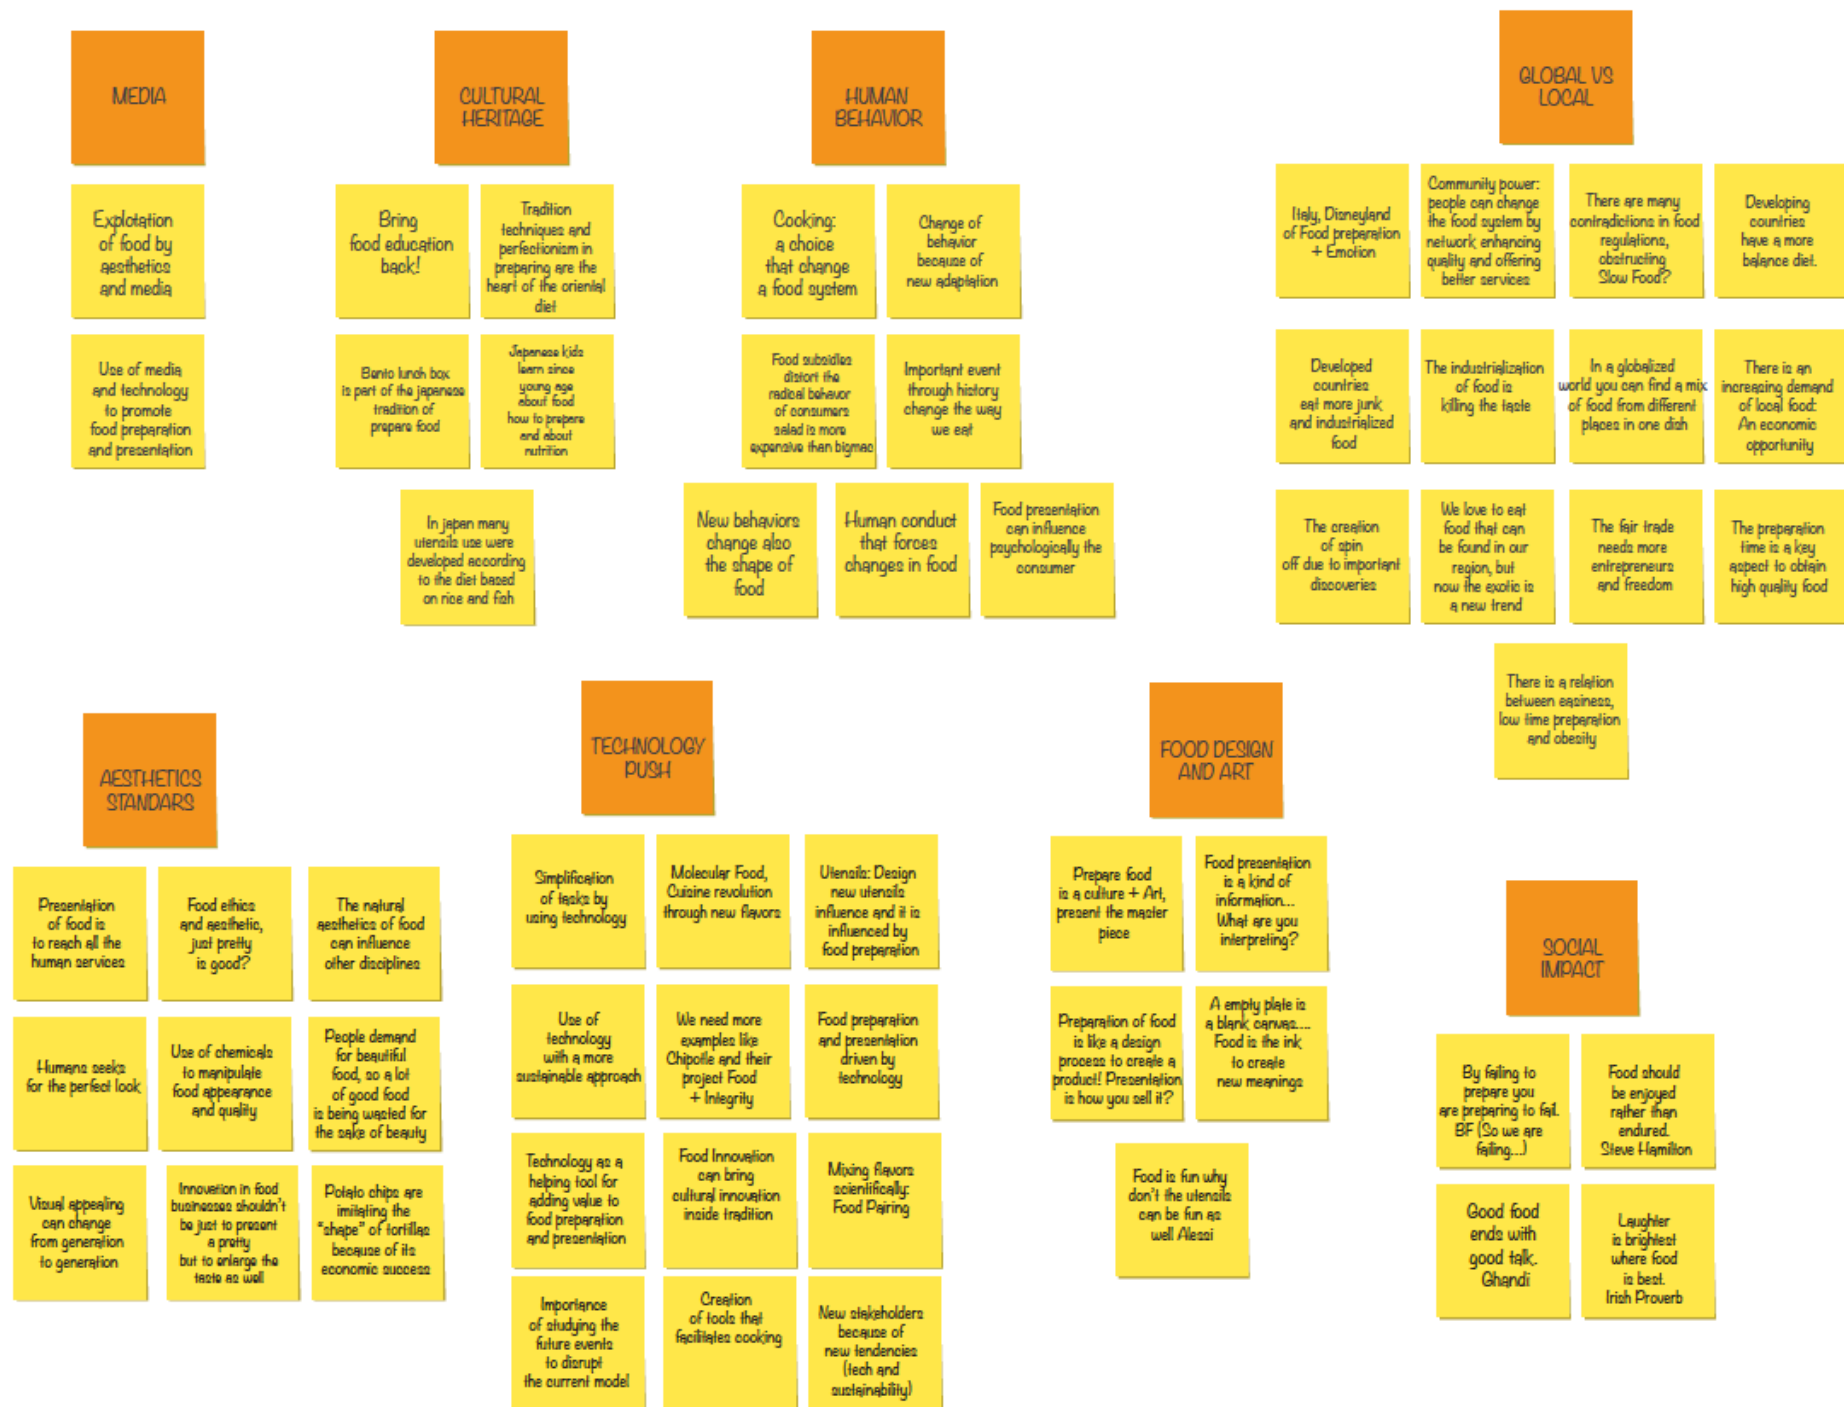 MEDIA
Explotation
of food by
aesthetics
and media
Use of media
and technology
to promote
food preparation
and presentation
CULTURAL
HERITAGE
Bring
food education
back!
Tradition
techniques and
perfectionism in
preparing are the
heart of the oriental
diet
Bento lunch box
is part of the japanese
tradition of
prepare food
Japanese kids
learn since
young age
about food
how to prepare
and about
nutrition
In japan many
utensils use were
developed according
to the diet based
on rice and fish
HUMAN
BEHAVIOR
Cooking:
a choice
that change
a food system
Change of
behavior
because of
new adaptation
Food subsidies
distort the
radical behavor
of consumers
salad is more
expensive than bigmac
Important event
through history
change the way
we eat
New behaviors
change also
the shape of
food
Human conduct
that forces
changes in food
Food presentation
can influence
psychologically the
consumer
GLOBAL VS
LOCAL
Italy, Disneyland
of Food preparation
+ Emotion
Community power:
people can change
the food system by
network enhancing
quality and offering
better services
There are many
contradictions in food
regulations,
obstructing
Slow Food?
Developing
countries
have a more
balance diet.
Developed
countries
eat more junk
and industrialized
food
The industrialization
of food is
killing the taste
In a globalized
world you can find a mix
of food from different
places in one dish
There is an
increasing demand
of local food:
An economic
opportunity
The creation
of spin
off due to important
discoveries
We love to eat
food that can
be found in our
region, but
now the exotic is
a new trend
The fair trade
needs more
entrepreneurs
and freedom
The preparation
time is a key
aspect to obtain
high quality food
There is a relation
between easiness,
low time preparation
and obesity
AESTHETICS
STANDARS
Presentation
of food is
to reach all the
human services
Food ethics
and aesthetic,
just pretty
is good?
The natural
aesthetics of food
can influence
other disciplines
Humans seeks
for the perfect look
Use of chemicals
to manipulate
food appearance
and quality
People demand
for beautiful
food, so a lot
of good food
is being wasted for
the sake of beauty
Visual appealing
can change
from generation
to generation
Innovation in food
businesses shouldn't
be just to present
a pretty
but to enlarge the
taste as well
Potato chips are
imitating the
"shape" of tortillas
because of its
economic success
TECHNOLOGY
PUSH
Simplification
of tasks by
using technology
Molecular Food,
Cuisine revolution
through new flavors
Utensils: Design
new utensils
influence and it is
influenced by
food preparation
Use of
technology
with a more
sustainable approach
We need more
examples like
Chipotle and their
project Food
+ Integrity
Food preparation
and presentation
driven by
technology
Technology as a
helping tool for
adding value to
food preparation
and presentation
Food Innovation
can bring
cultural innovation
inside tradition
Mixing flavors
scientifically:
Food Pairing
Importance
of studying the
future events
to disrupt
the current model
Creation
of tools that
facilitates cooking
New stakeholders
because of
new tendencies
(tech and
sustainability)
FOOD DESIGN
AND ART
Prepare food
is a culture + Art,
present the master
piece
Food presentation
is a kind of
information...
What are you
interpreting?
Preparation of food
is like a design
process to create a
product! Presentation
is how you sell it?
A empty plate is
a blank canvas....
Food is the ink
to create
new meanings
Food is fun why
don't the utensils
can be fun as
well Alessi
SOCIAL
IMPACT
By failing to
prepare you
are preparing to fail.
BF (So we are
failing...)
Food should
be enjoyed
rather than
endured.
Steve Hamilton
Good food
ends with
good talk.
Ghandi
Laughter
is brightest
where food
is best.
Irish Proverb